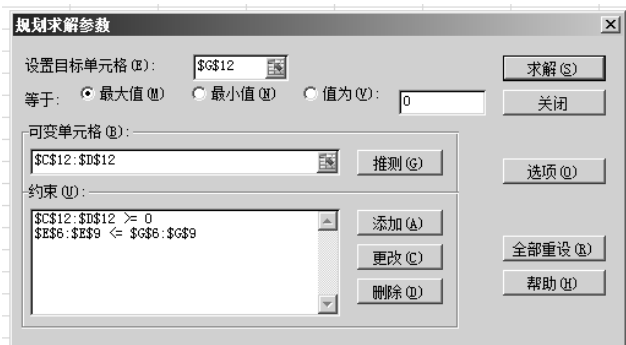 规划求解参数
设置目标单元格(E): $G$12 求解(S)
等于: 最大值(M) 最小值(N) 值为(V): 0 关闭
可变单元格(B):
$C$12:$D$12 推测(G) 选项(O)
约束(U):
$C$12:$D$12 >= 0 添加(A)
$E$6:$E$9 <= $G$6:$G$9
更改(C) 全部重设(R)
删除(D) 帮助(H)